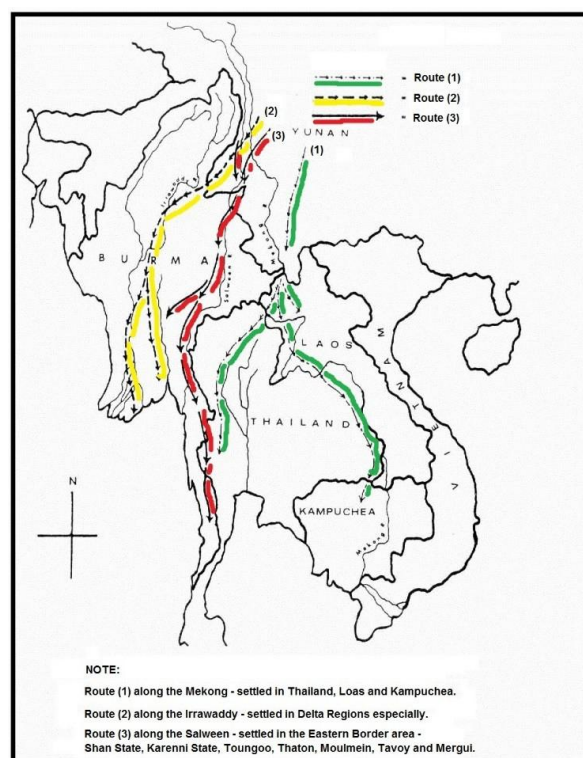 - Route (1)
- Route (2)
- Route (3)
(2)
(3)
YUNAN
(1)
BURMA
LAOS
VIETNAM
THAILAND
N
KAMPUCHEA
NOTE:
Route (1) along the Mekong - settled in Thailand, Loas and Kampuchea.
Route (2) along the Irrawaddy - settled in Delta Regions especially.
Route (3) along the Salween - settled in the Eastern Border area -
Shan State, Karenni State, Toungoo, Thaton, Moulmein, Tavoy and Mergui.